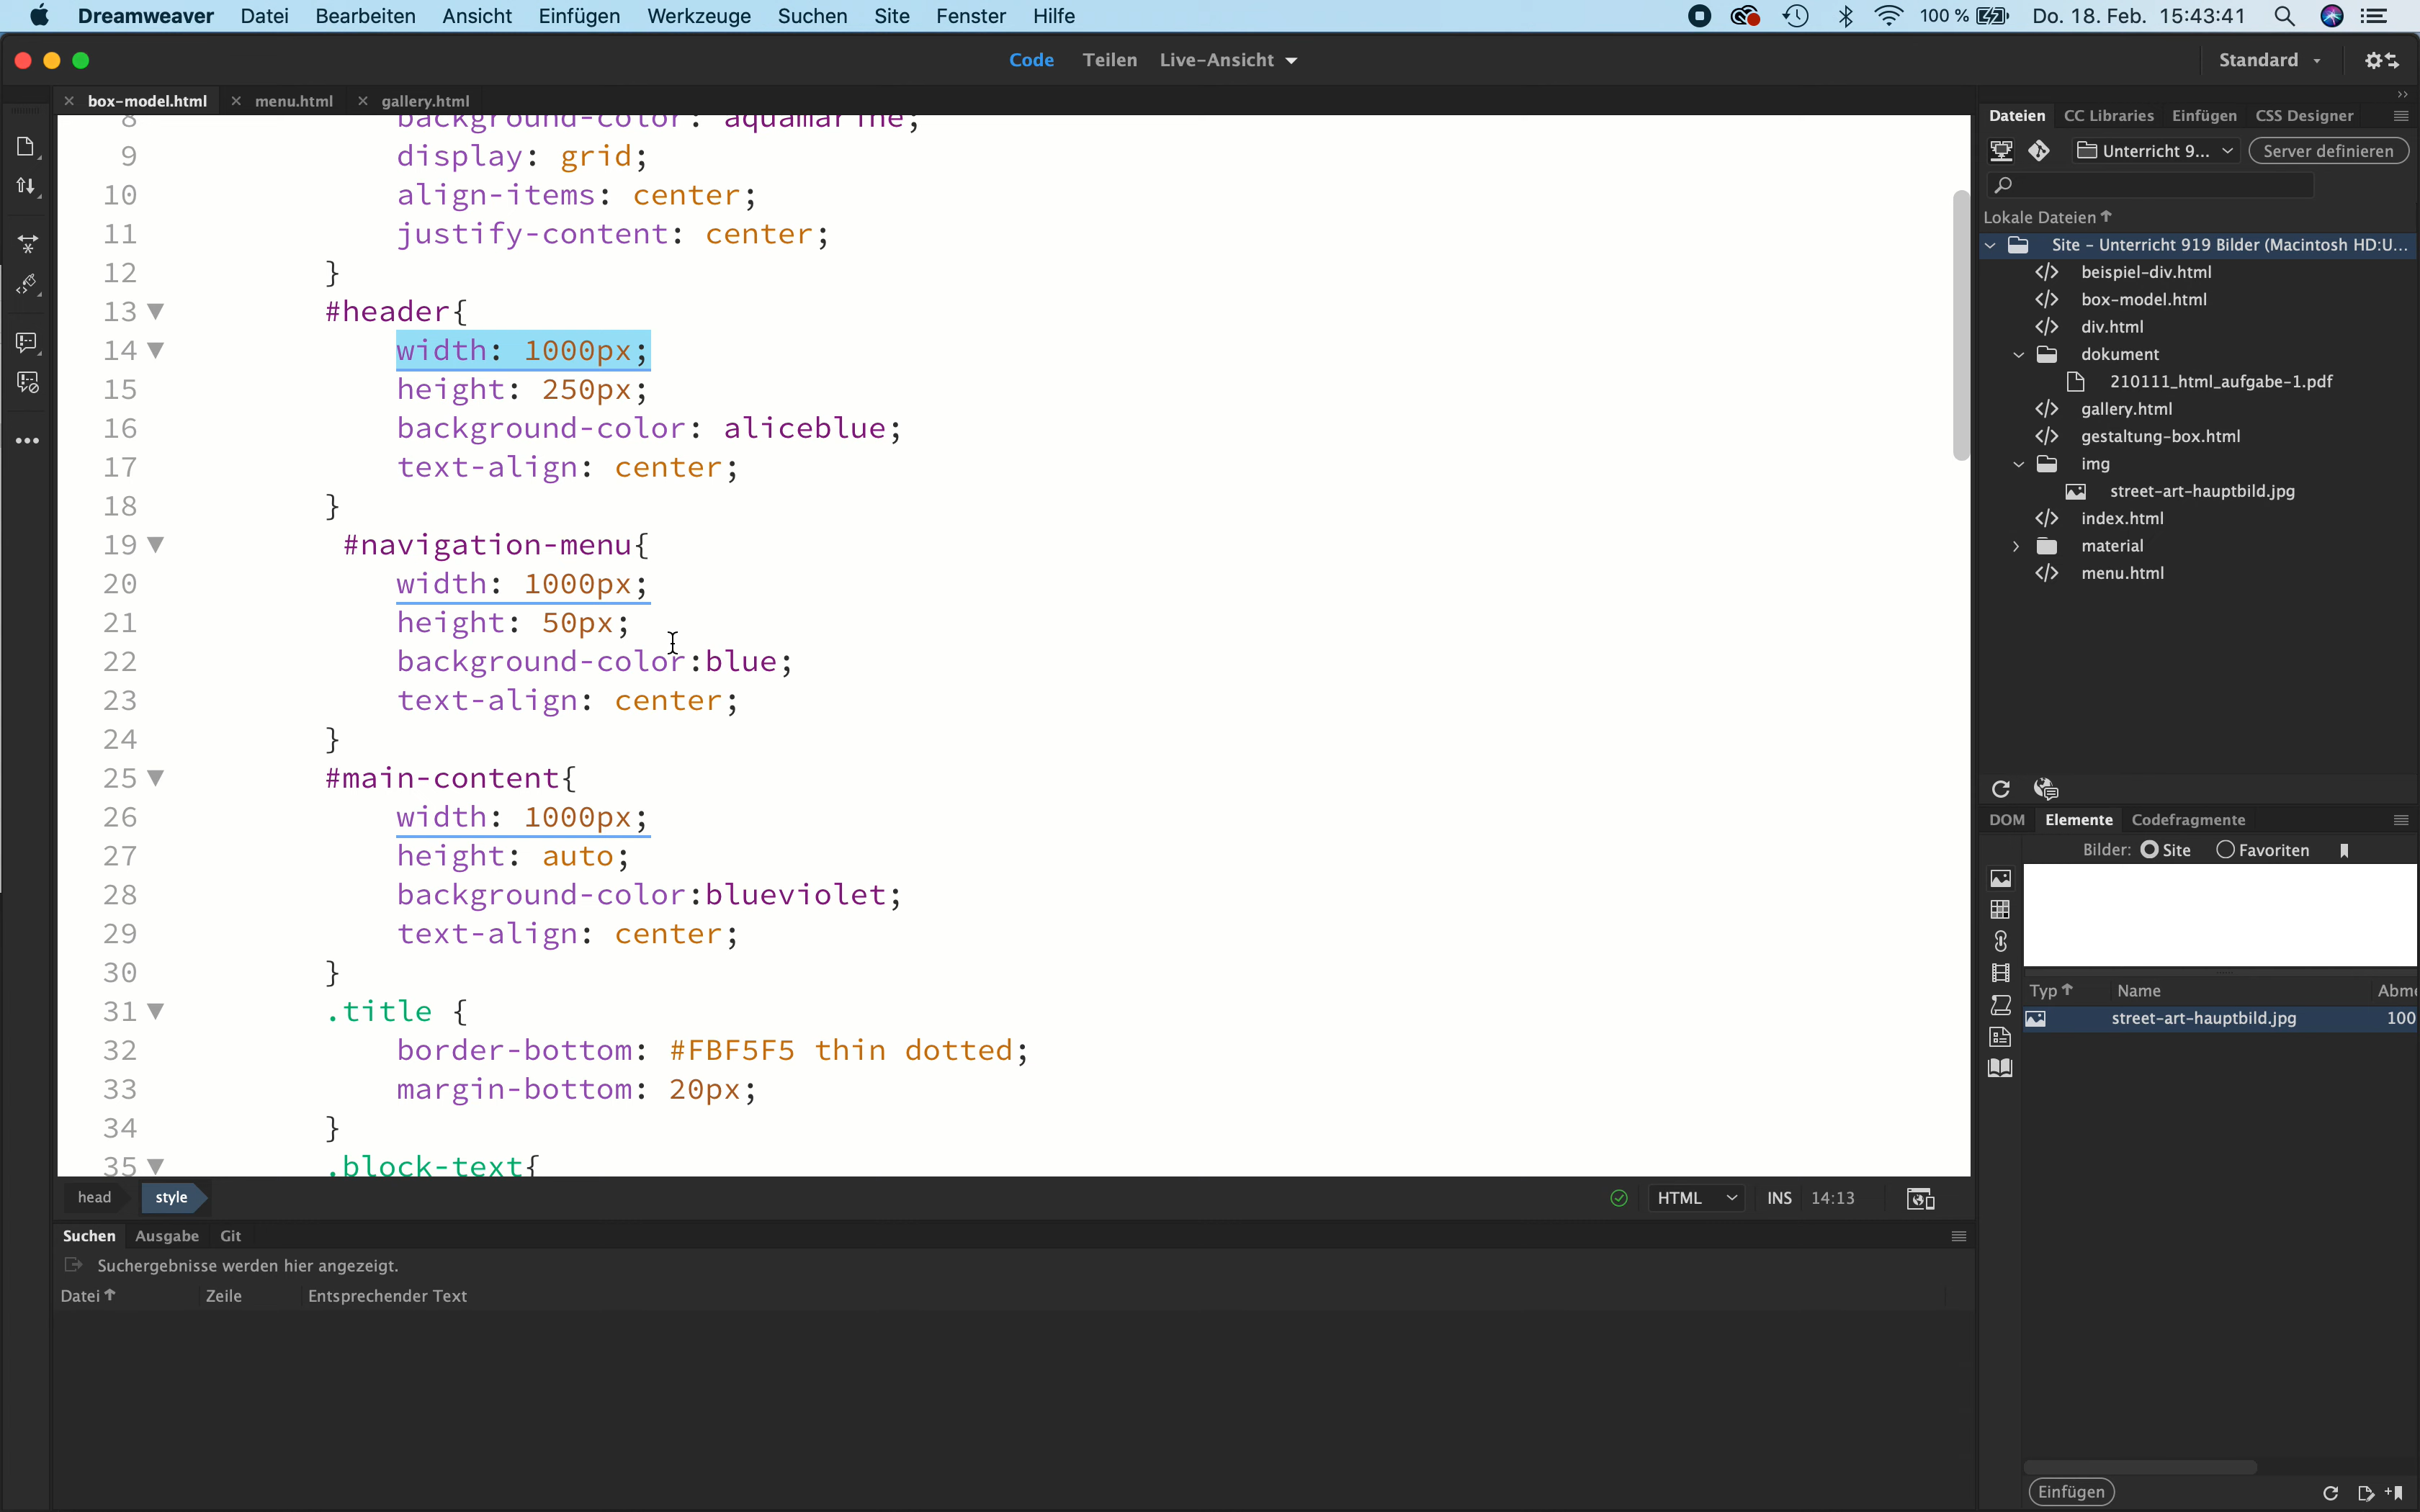 Dreamweaver Datei Bearbeiten Ansicht Einfügen Werkzeuge Suchen Site Fenster Hilfe 100 % Do. 18. Feb. 15:43:41
Code Teilen Live-Ansicht Standard
box-model.html menu.html gallery.html
8 background-color: aquamarine;
9 display: grid;
10 align-items: center;
11 justify-content: center;
12 }
13 #header{
14 width: 1000px;
15 height: 250px;
16 background-color: aliceblue;
17 text-align: center;
18 }
19 #navigation-menu{
20 width: 1000px;
21 height: 50px;
22 background-color:blue;
23 text-align: center;
24 }
25 #main-content{
26 width: 1000px;
27 height: auto;
28 background-color:blueviolet;
29 text-align: center;
30 }
31 .title {
32 border-bottom: #FBF5F5 thin dotted;
33 margin-bottom: 20px;
34 }
35 .block-text{
head style HTML INS 14:13
Suchen Ausgabe Git
Suchergebnisse werden hier angezeigt.
Datei Zeile Entsprechender Text
Dateien CC Libraries Einfügen CSS Designer
Unterricht 9... Server definieren
Lokale Dateien
Site - Unterricht 919 Bilder (Macintosh HD:U...
beispiel-div.html
box-model.html
div.html
dokument
210111_html_aufgabe-1.pdf
gallery.html
gestaltung-box.html
img
street-art-hauptbild.jpg
index.html
material
menu.html
DOM Elemente Codefragmente
Bilder: Site Favoriten
Typ Name Abme
street-art-hauptbild.jpg 100
Einfügen